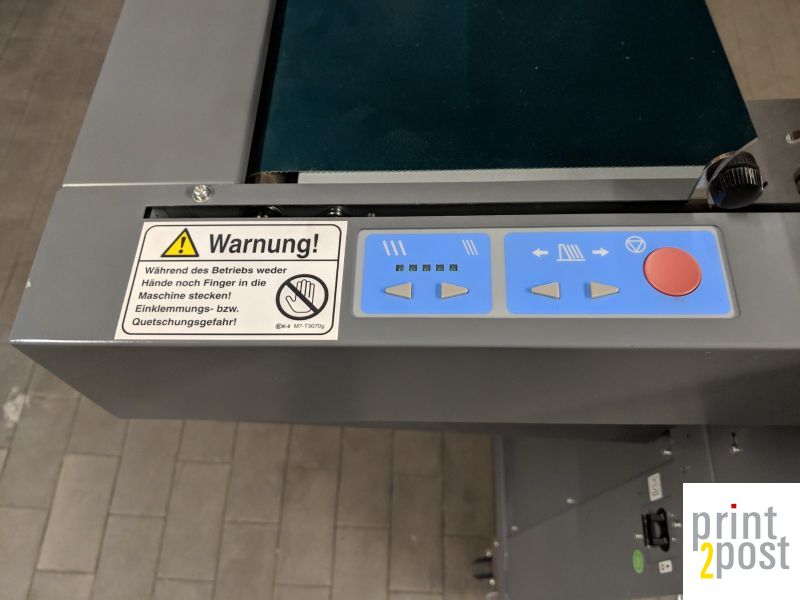 Warnung!
Während des Betriebs weder
Hände noch Finger in die
Maschine stecken!
Einklemmungs- bzw.
Quetschungsgefahr!
K-6 M7-T3070g
print
2post